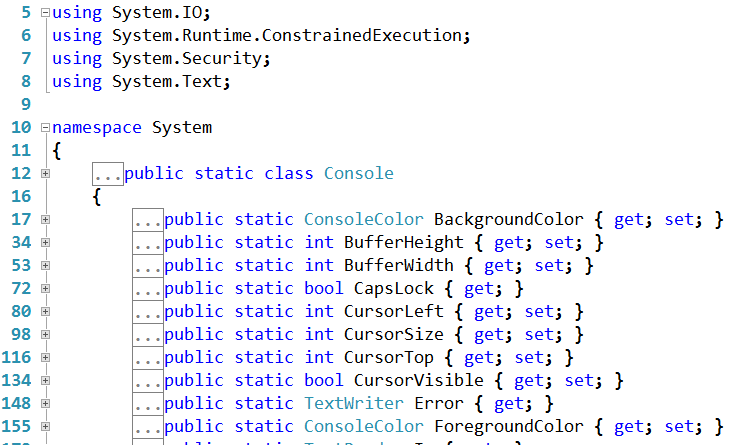 5 using System.IO;
6 using System.Runtime.ConstrainedExecution;
7 using System.Security;
8 using System.Text;
9
10 namespace System
11 {
12 ...public static class Console
16 {
17 ...public static ConsoleColor BackgroundColor { get; set; }
34 ...public static int BufferHeight { get; set; }
53 ...public static int BufferWidth { get; set; }
72 ...public static bool CapsLock { get; }
80 ...public static int CursorLeft { get; set; }
98 ...public static int CursorSize { get; set; }
116 ...public static int CursorTop { get; set; }
134 ...public static bool CursorVisible { get; set; }
148 ...public static TextWriter Error { get; }
155 ...public static ConsoleColor ForegroundColor { get; set; }